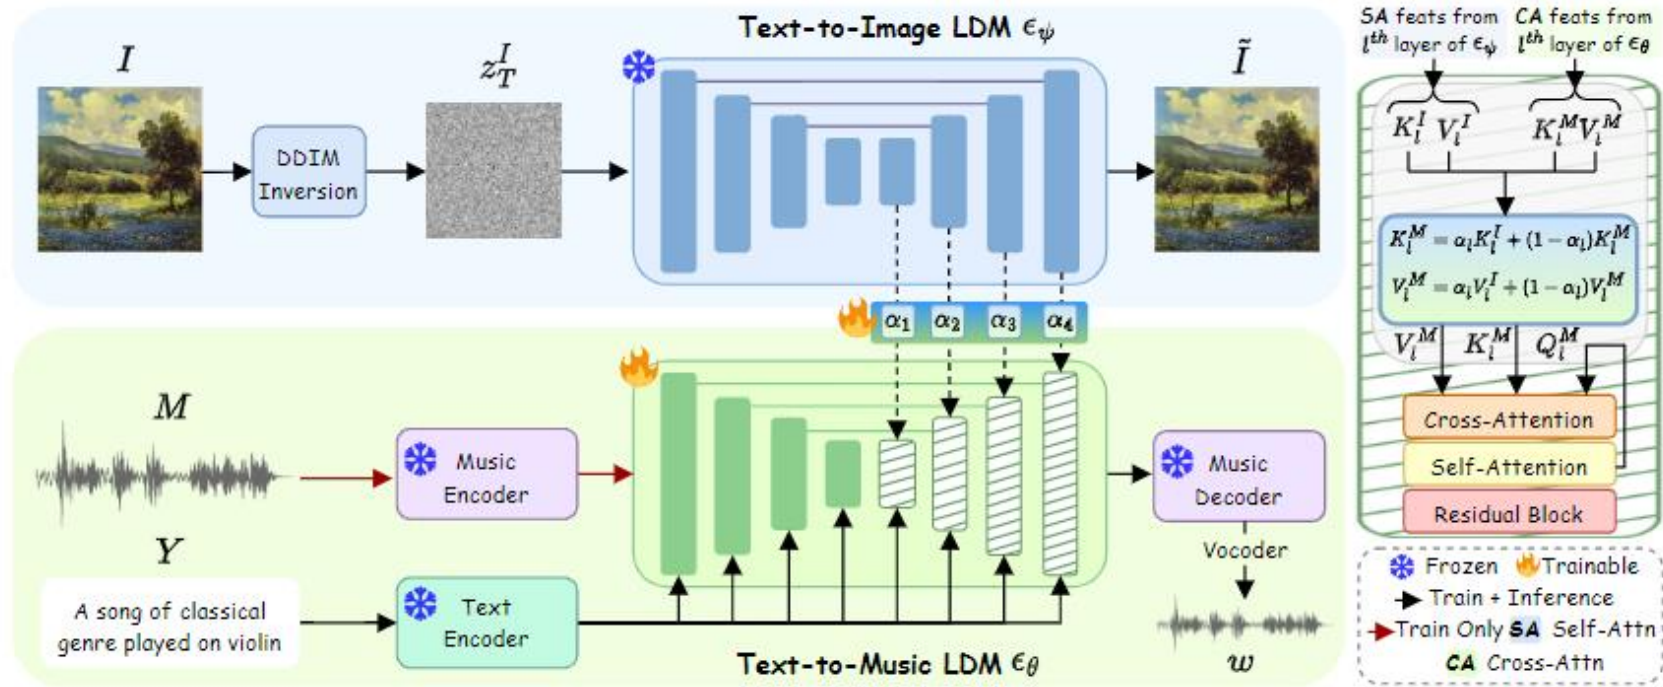 Text-to-Image LDM ϵ_ψ
I
z_T^I
Ĩ
DDIM
Inversion
α₁ α₂ α₃ α₄
M
Music
Encoder
Music
Decoder
Vocoder
Y
A song of classical
genre played on violin
Text
Encoder
w
Text-to-Music LDM ϵ_θ
SA feats from
l^{th} layer of ϵ_ψ
CA feats from
l^{th} layer of ϵ_θ
K_l^I V_l^I
K_l^M V_l^M
K_l^M = α_l K_l^I + (1 − α_l) K_l^M
V_l^M = α_l V_l^I + (1 − α_l) V_l^M
V_l^M K_l^M Q_l^M
Cross-Attention
Self-Attention
Residual Block
Frozen Trainable
Train + Inference
Train Only SA Self-Attn
CA Cross-Attn